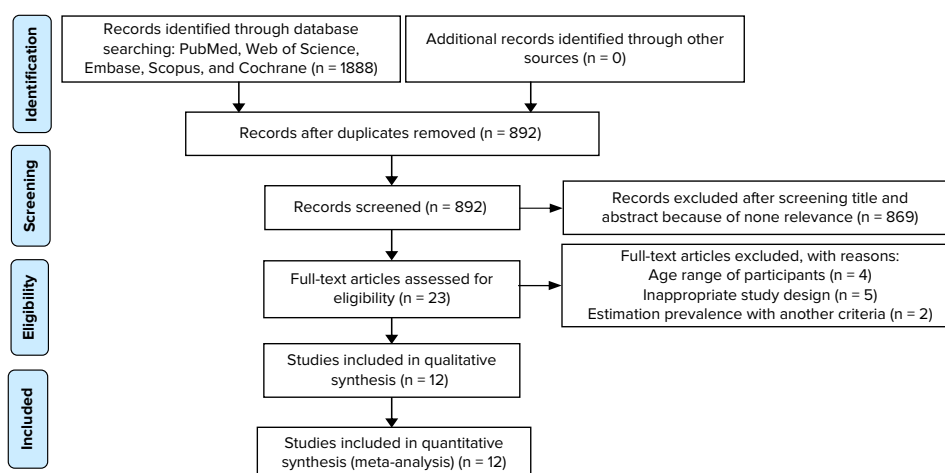 Identification
Records identified through database
searching: PubMed, Web of Science,
Embase, Scopus, and Cochrane (n = 1888)
Additional records identified through other
sources (n = 0)
Records after duplicates removed (n = 892)
Screening
Records screened (n = 892)
Records excluded after screening title and
abstract because of none relevance (n = 869)
Eligibility
Full-text articles assessed for
eligibility (n = 23)
Full-text articles excluded, with reasons:
Age range of participants (n = 4)
Inappropriate study design (n = 5)
Estimation prevalence with another criteria (n = 2)
Studies included in qualitative
synthesis (n = 12)
Included
Studies included in quantitative
synthesis (meta-analysis) (n = 12)